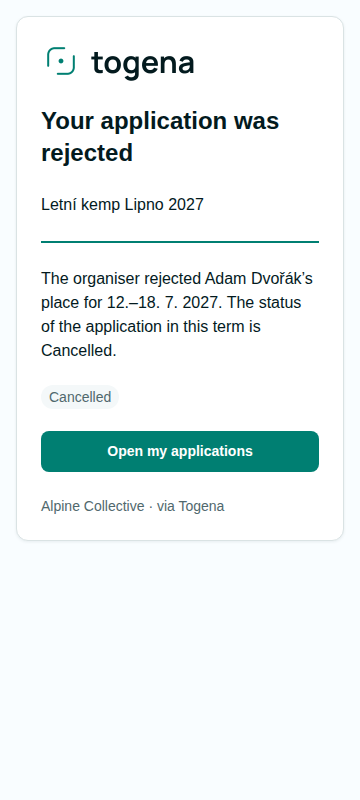 togena
Your application was
rejected
Letní kemp Lipno 2027
The organiser rejected Adam Dvořák’s
place for 12.–18. 7. 2027. The status
of the application in this term is
Cancelled.
Cancelled
Open my applications
Alpine Collective · via Togena